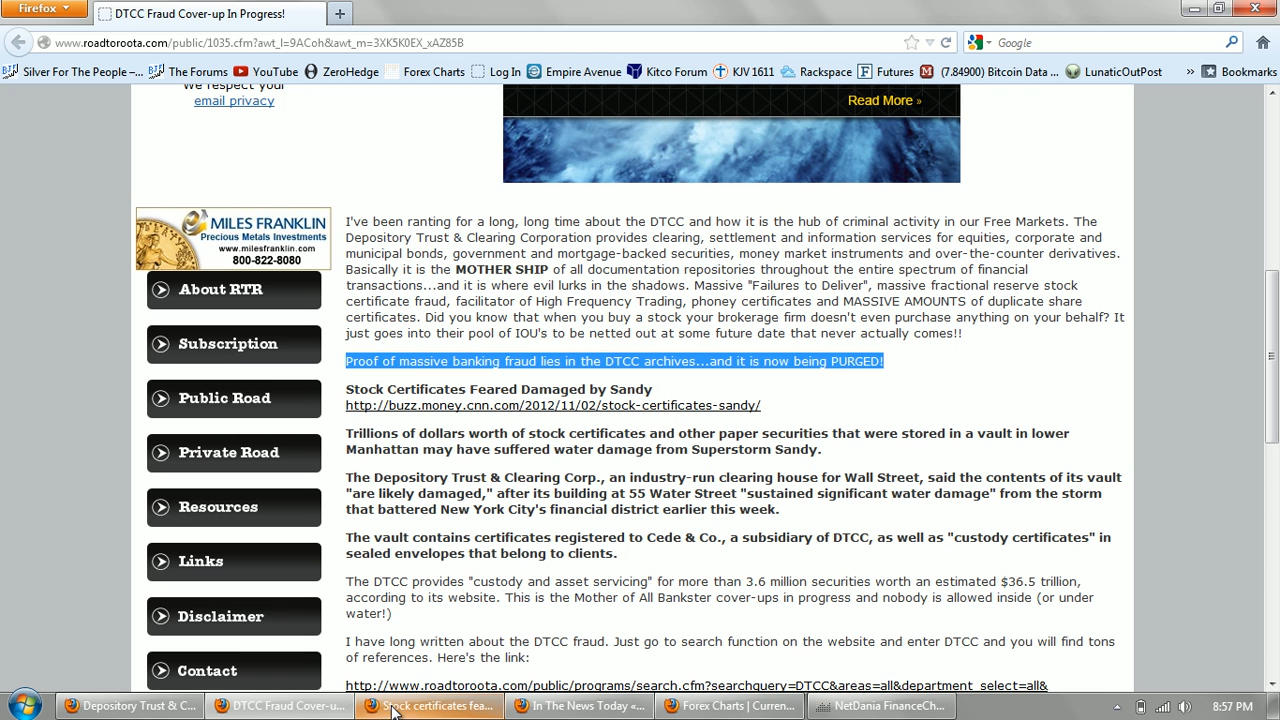 Firefox
DTCC Fraud Cover-up In Progress!
www.roadtoroota.com/public/1035.cfm?awt_l=9ACoh&awt_m=3XK5K0EX_xAZ85B
Google
Silver For The People –...
The Forums
YouTube
ZeroHedge
Forex Charts
Log In
Empire Avenue
Kitco Forum
KJV 1611
Rackspace
Futures
(7.84900) Bitcoin Data ...
LunaticOutPost
»
Bookmarks
We respect your
email privacy
Read More »
MILES FRANKLIN
Precious Metals Investments
www.milesfranklin.com
800-822-8080
About RTR
Subscription
Public Road
Private Road
Resources
Links
Disclaimer
Contact
I've been ranting for a long, long time about the DTCC and how it is the hub of criminal activity in our Free Markets. The
Depository Trust & Clearing Corporation provides clearing, settlement and information services for equities, corporate and
municipal bonds, government and mortgage-backed securities, money market instruments and over-the-counter derivatives.
Basically it is the MOTHER SHIP of all documentation repositories throughout the entire spectrum of financial
transactions...and it is where evil lurks in the shadows. Massive "Failures to Deliver", massive fractional reserve stock
certificate fraud, facilitator of High Frequency Trading, phoney certificates and MASSIVE AMOUNTS of duplicate share
certificates. Did you know that when you buy a stock your brokerage firm doesn't even purchase anything on your behalf? It
just goes into their pool of IOU's to be netted out at some future date that never actually comes!!
Proof of massive banking fraud lies in the DTCC archives...and it is now being PURGED!
Stock Certificates Feared Damaged by Sandy
http://buzz.money.cnn.com/2012/11/02/stock-certificates-sandy/
Trillions of dollars worth of stock certificates and other paper securities that were stored in a vault in lower
Manhattan may have suffered water damage from Superstorm Sandy.
The Depository Trust & Clearing Corp., an industry-run clearing house for Wall Street, said the contents of its vault
"are likely damaged," after its building at 55 Water Street "sustained significant water damage" from the storm
that battered New York City's financial district earlier this week.
The vault contains certificates registered to Cede & Co., a subsidiary of DTCC, as well as "custody certificates" in
sealed envelopes that belong to clients.
The DTCC provides "custody and asset servicing" for more than 3.6 million securities worth an estimated $36.5 trillion,
according to its website. This is the Mother of All Bankster cover-ups in progress and nobody is allowed inside (or under
water!)
I have long written about the DTCC fraud. Just go to search function on the website and enter DTCC and you will find tons
of references. Here's the link:
http://www.roadtoroota.com/public/programs/search.cfm?searchquery=DTCC&areas=all&department_select=all&
Depository Trust & C...
DTCC Fraud Cover-u...
Stock certificates fea...
In The News Today «...
Forex Charts | Curren...
NetDania FinanceCh...
8:57 PM